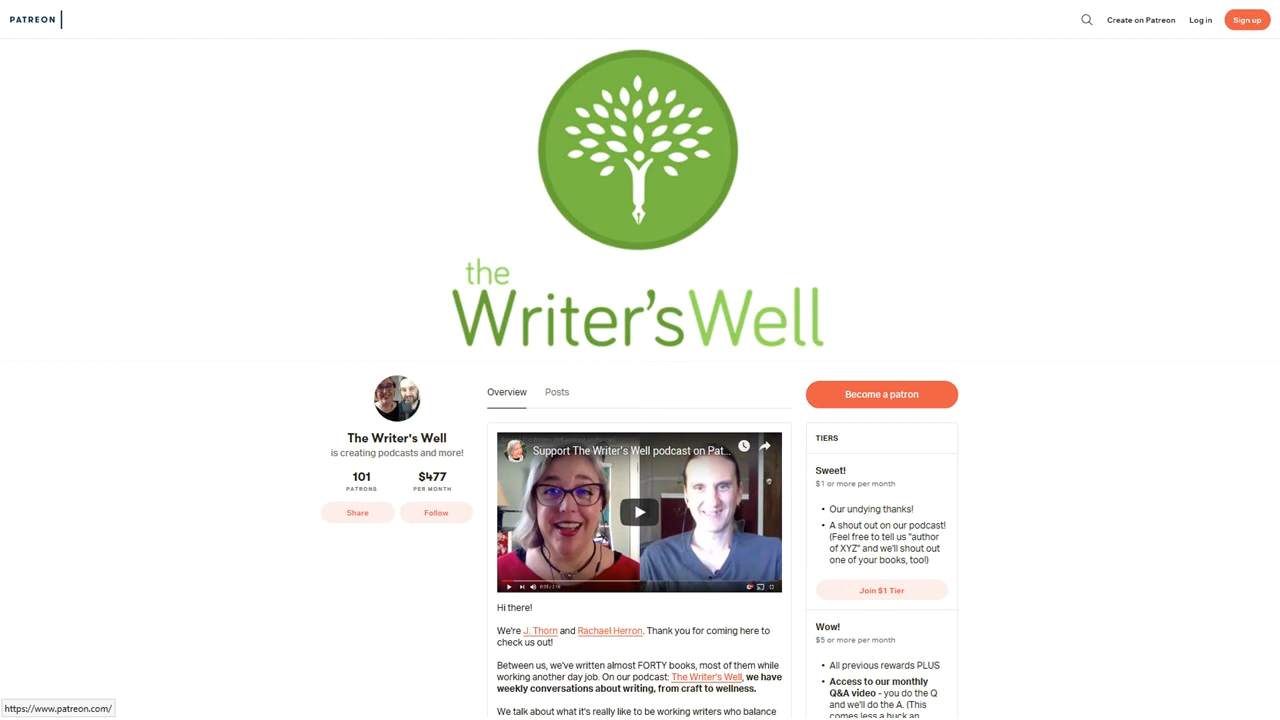 PATREON
Create on Patreon
Log in
Sign up
the
Writer'sWell
The Writer's Well
is creating podcasts and more!
101
PATRONS
$477
PER MONTH
Share
Follow
Overview
Posts
Support The Writer's Well podcast on Pat...
Hi there!
We're J. Thorn and Rachael Herron. Thank you for coming here to
check us out!
Between us, we've written almost FORTY books, most of them while
working another day job. On our podcast: The Writer's Well, we have
weekly conversations about writing, from craft to wellness.
We talk about what it's really like to be working writers who balance
Become a patron
TIERS
Sweet!
$1 or more per month
• Our undying thanks!
• A shout out on our podcast!
(Feel free to tell us "author
of XYZ" and we'll shout out
one of your books, too!)
Join $1 Tier
Wow!
$5 or more per month
• All previous rewards PLUS
• Access to our monthly
Q&A video - you do the Q
and we'll do the A. (This
comes less a buck an
https://www.patreon.com/